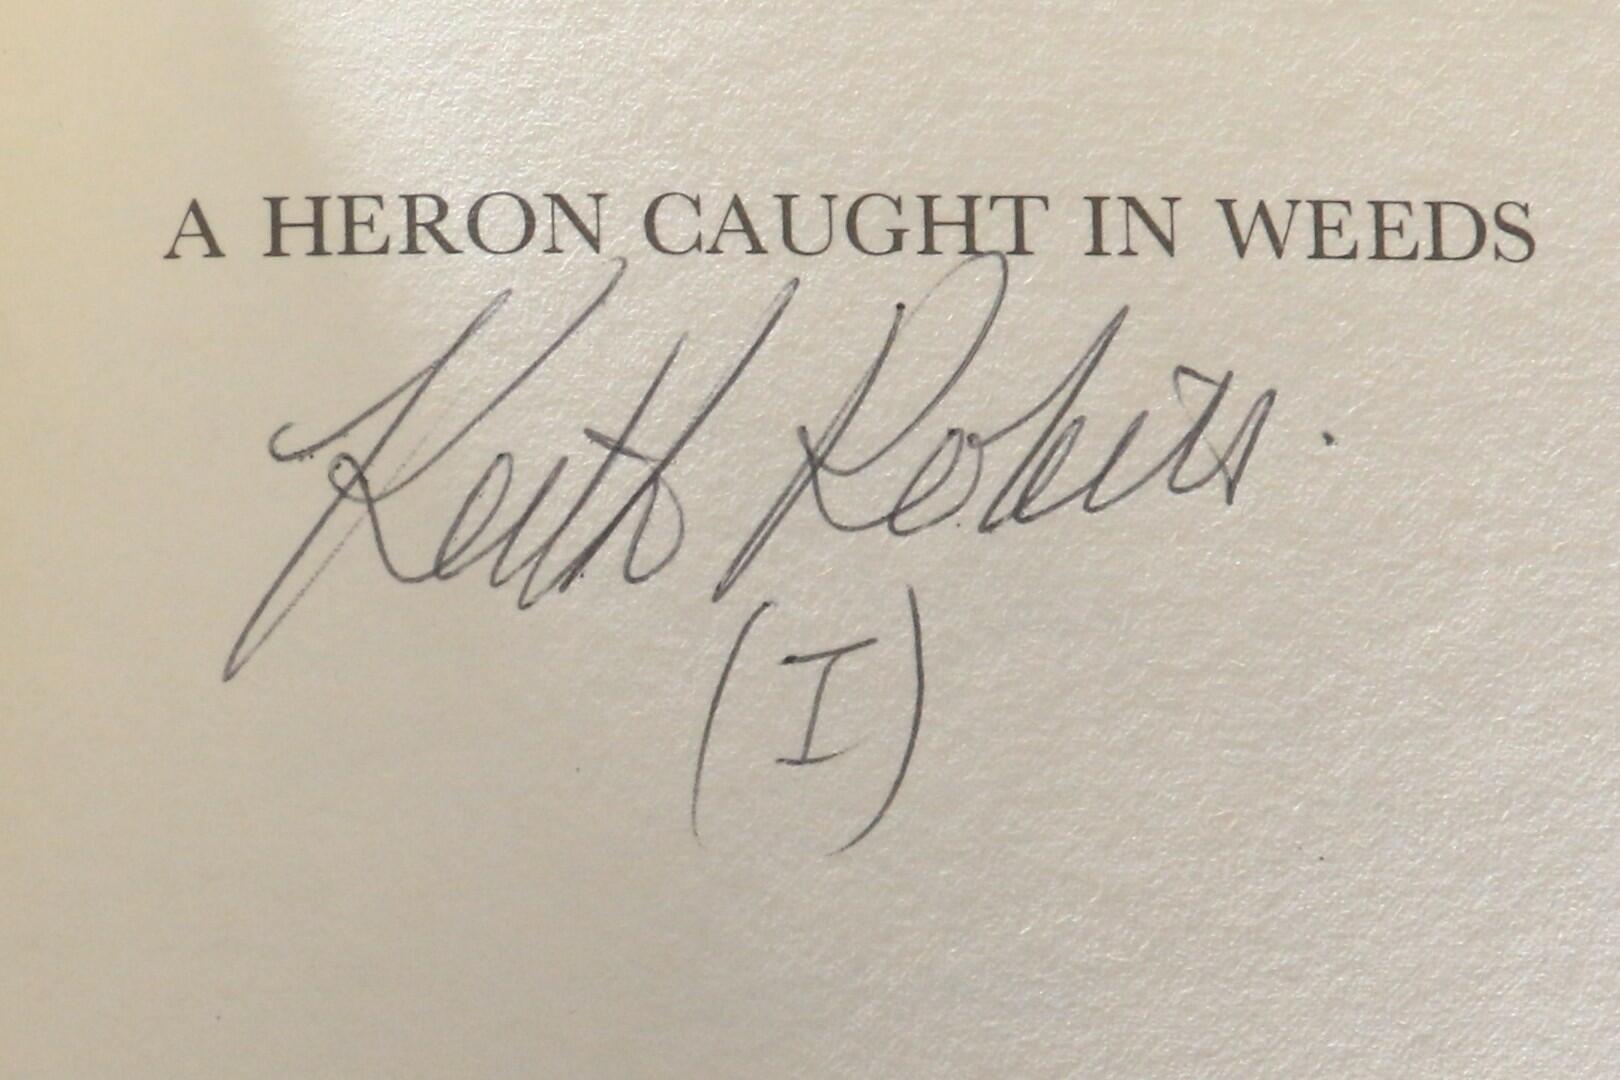 A HERON CAUGHT IN WEEDS
Keith Roberts.
(I)